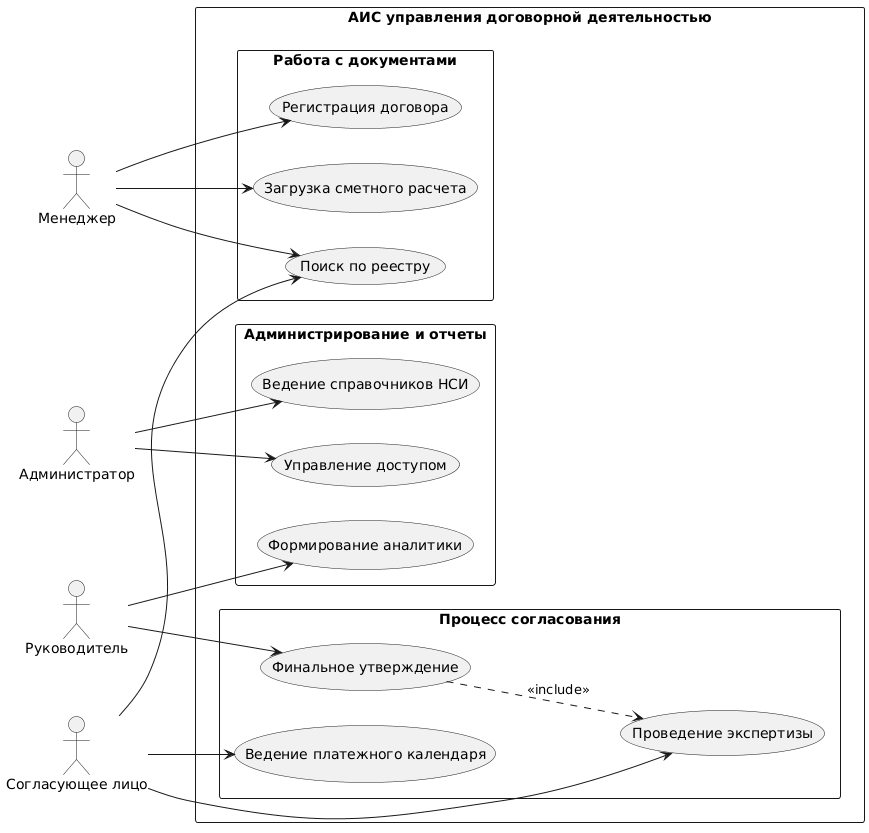 АИС управления договорной деятельностью
Работа с документами
Регистрация договора
Загрузка сметного расчета
Менеджер
Поиск по реестру
Администрирование и отчеты
Ведение справочников НСИ
Администратор
Управление доступом
Формирование аналитики
Процесс согласования
Руководитель
Финальное утверждение
«include»
Проведение экспертизы
Ведение платежного календаря
Согласующее лицо